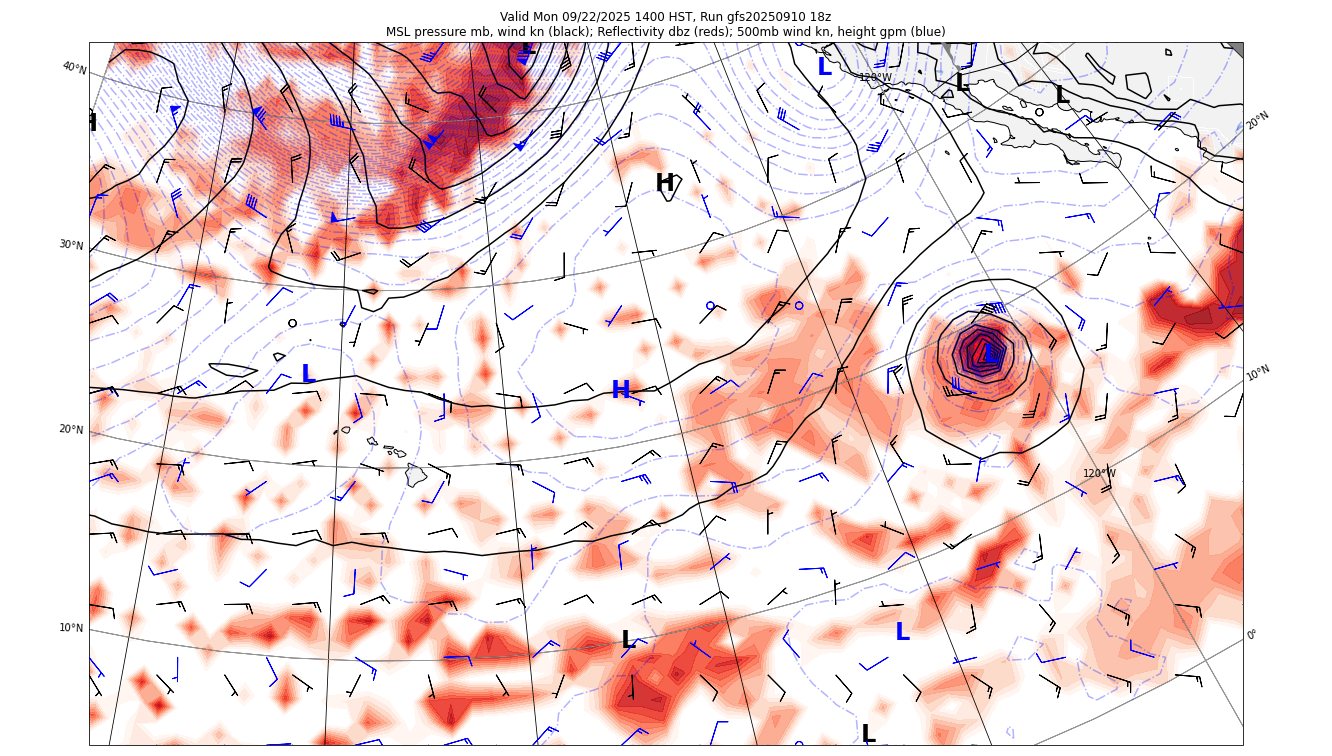 Valid Mon 09/22/2025 1400 HST, Run gfs20250910 18z
MSL pressure mb, wind kn (black); Reflectivity dbz (reds); 500mb wind kn, height gpm (blue)
L
40°N
L
120°W
L
L
H
20°N
H
30°N
L
L
H
10°N
20°N
120°W
10°N
L
L
0°
L